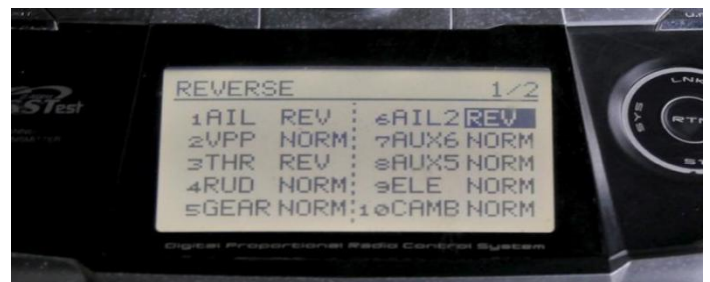 REVERSE 1/2
1AIL REV 6AIL2 REV
2VPP NORM 7AUX6 NORM
3THR REV 8AUX5 NORM
4RUD NORM 9ELE NORM
5GEAR NORM 10CAMB NORM
Digital Proportional Radio Control System
LNK
SYS
RTN